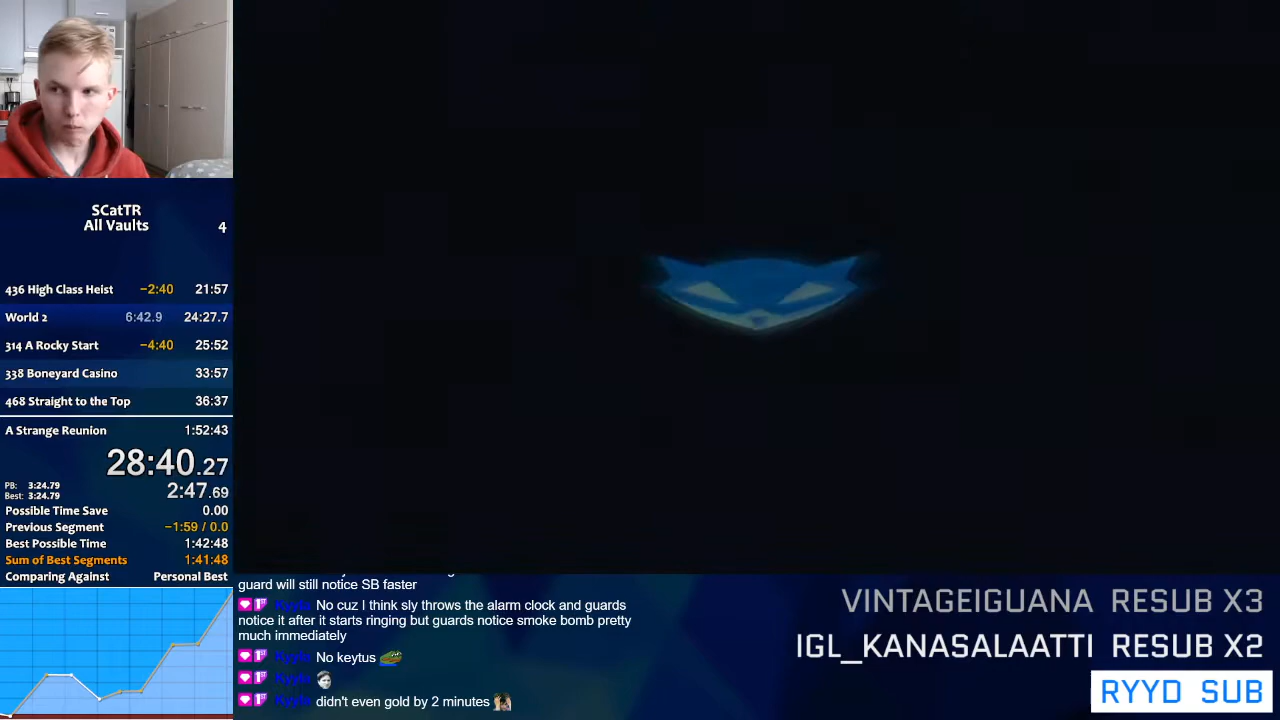 SCatTR
All Vaults 4
436 High Class Heist −2:40 21:57
World 2 6:42.9 24:27.7
314 A Rocky Start −4:40 25:52
338 Boneyard Casino 33:57
468 Straight to the Top 36:37
A Strange Reunion 1:52:43
28:40.27
PB: 3:24.79
Best: 3:24.79 2:47.69
Possible Time Save 0.00
Previous Segment −1:59 / 0.0
Best Possible Time 1:42:48
Sum of Best Segments 1:41:48
Comparing Against Personal Best
guard will still notice SB faster
No cuz I think sly throws the alarm clock and guards
notice it after it starts ringing but guards notice smoke bomb pretty
much immediately
No keytus
didn't even gold by 2 minutes
VINTAGEIGUANA RESUB X3
IGL_KANASALAATTI RESUB X2
RYYD SUB